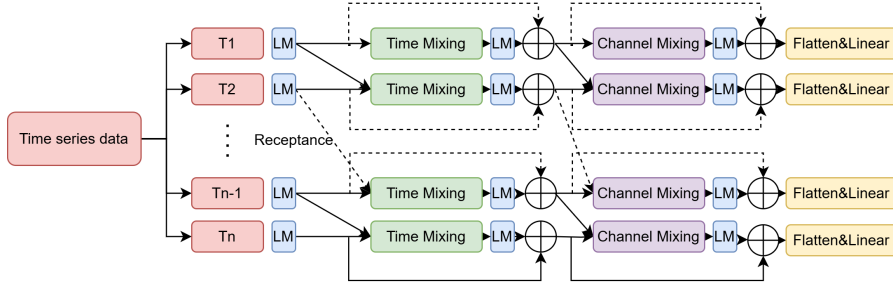 T1 LM Time Mixing LM Channel Mixing LM Flatten&Linear
T2 LM Time Mixing LM Channel Mixing LM Flatten&Linear
Time series data
Receptance
Tn-1 LM Time Mixing LM Channel Mixing LM Flatten&Linear
Tn LM Time Mixing LM Channel Mixing LM Flatten&Linear